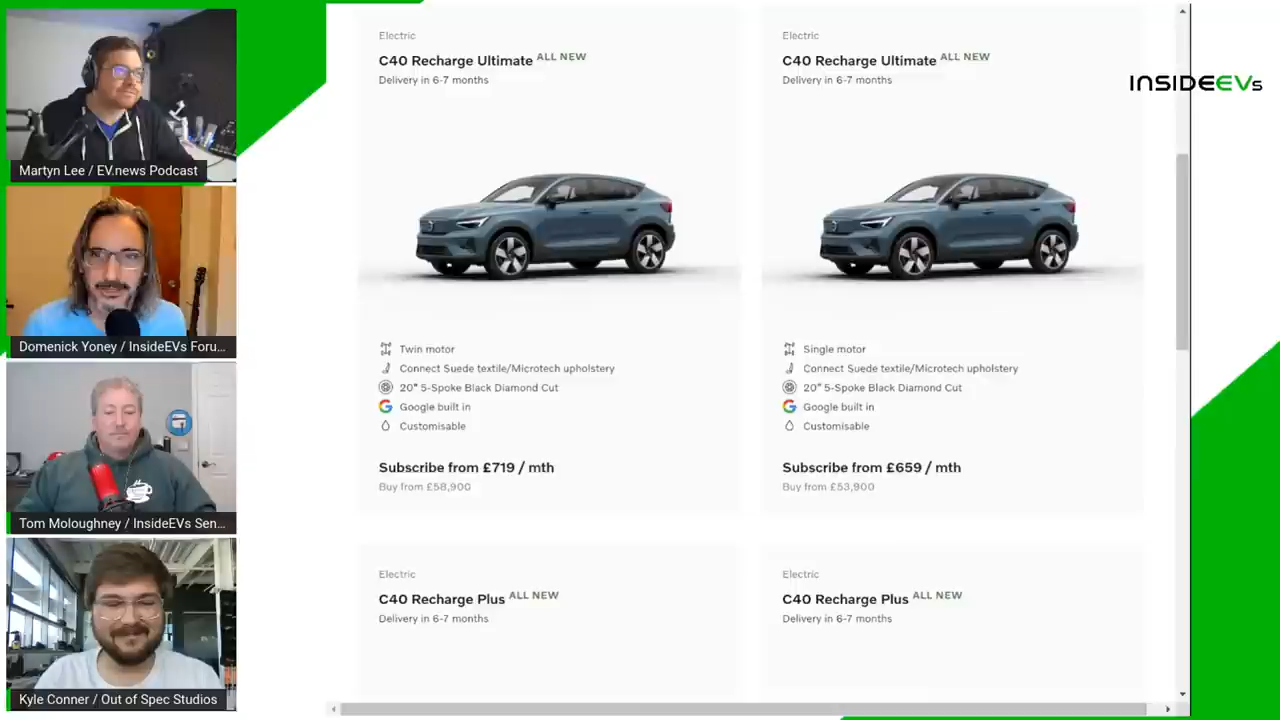 Martyn Lee / EV.news Podcast
Domenick Yoney / InsideEVs Foru...
Tom Moloughney / InsideEVs Sen...
Kyle Conner / Out of Spec Studios
Electric
C40 Recharge Ultimate ALL NEW
Delivery in 6-7 months
Twin motor
Connect Suede textile/Microtech upholstery
20" 5-Spoke Black Diamond Cut
Google built in
Customisable
Subscribe from £719 / mth
Buy from £58,900
Electric
C40 Recharge Ultimate ALL NEW
Delivery in 6-7 months
Single motor
Connect Suede textile/Microtech upholstery
20" 5-Spoke Black Diamond Cut
Google built in
Customisable
Subscribe from £659 / mth
Buy from £53,900
Electric
C40 Recharge Plus ALL NEW
Delivery in 6-7 months
Electric
C40 Recharge Plus ALL NEW
Delivery in 6-7 months
INSIDEEVs